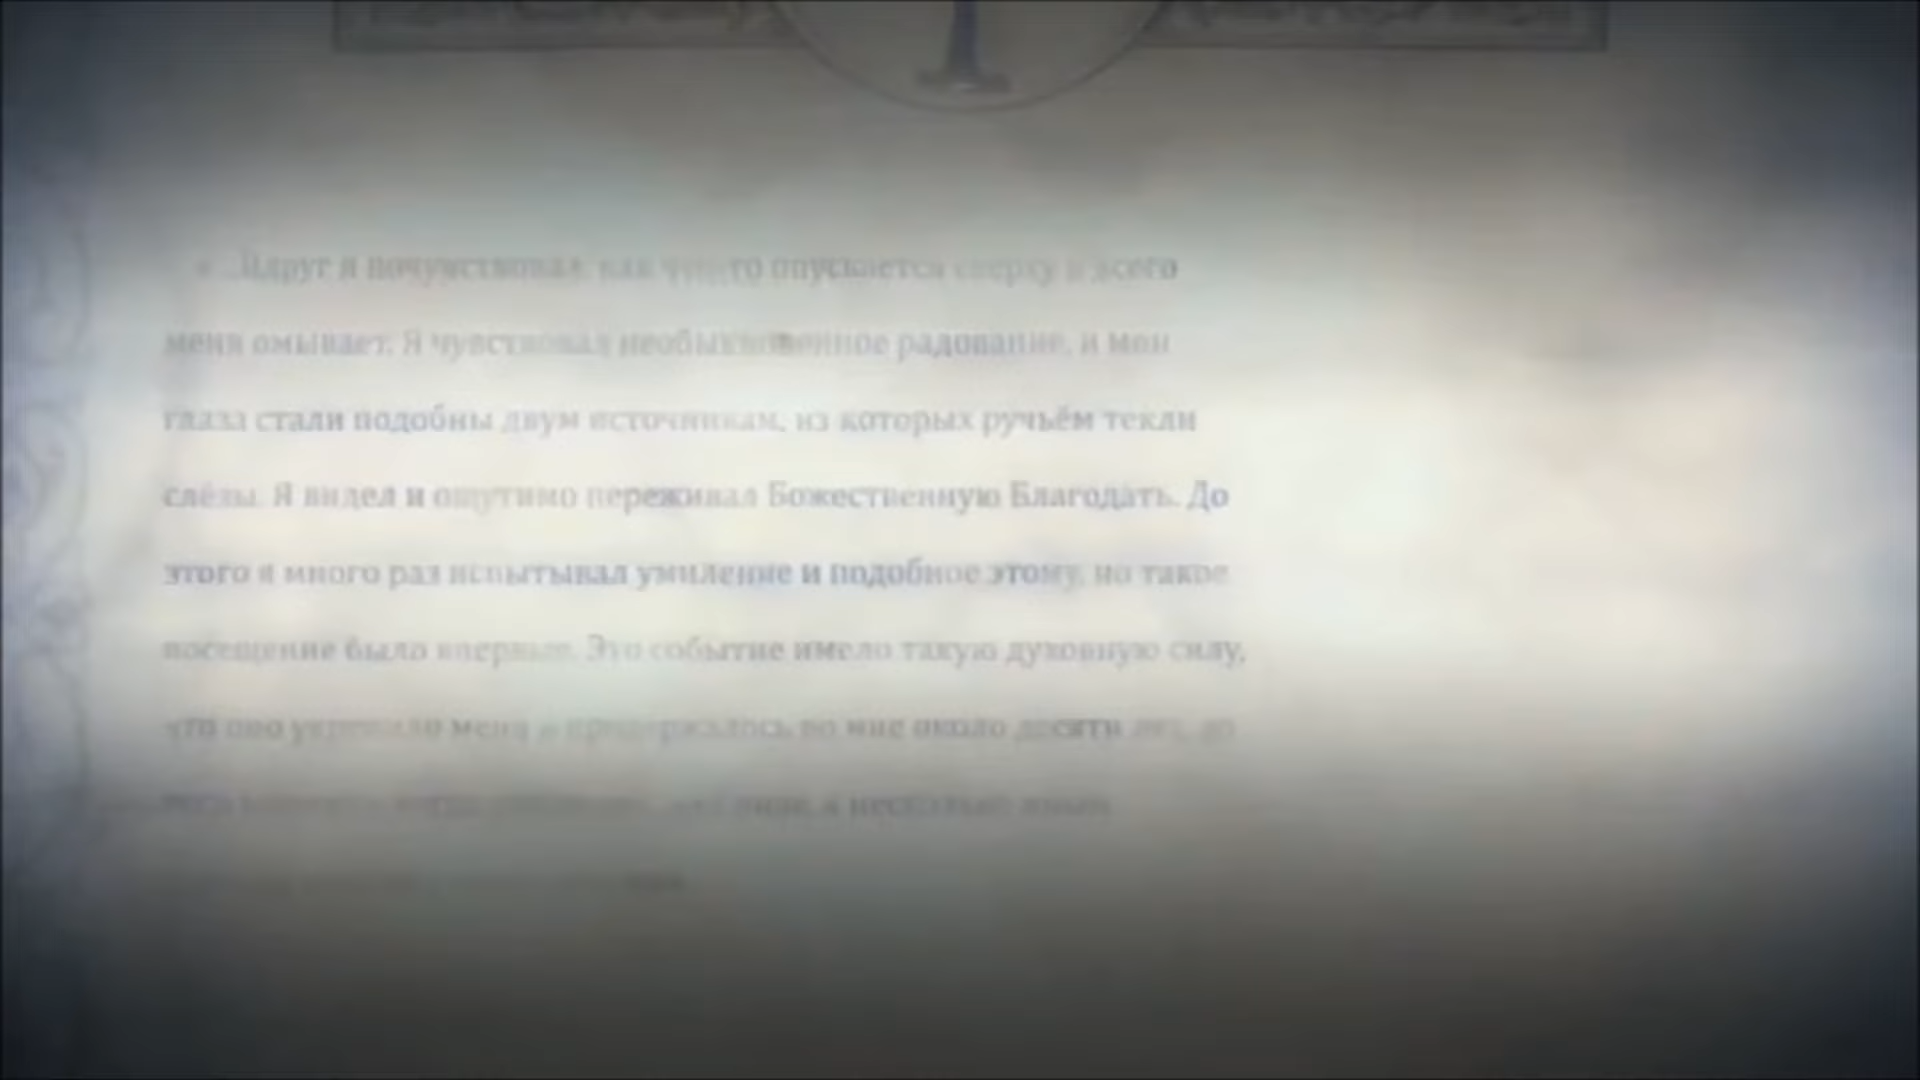 «...Вдруг я почувствовал, как что-то опускается сверху и всего
меня омывает. Я чувствовал необыкновенное радование, и мои
глаза стали подобны двум источникам, из которых ручьём текли
слёзы. Я видел и ощутимо переживал Божественную Благодать. До
этого я много раз испытывал умиление и подобное этому, но такое
посещение было впервые. Это событие имело такую духовную силу,
что оно укрепило меня и продержалось во мне около десяти лет, до